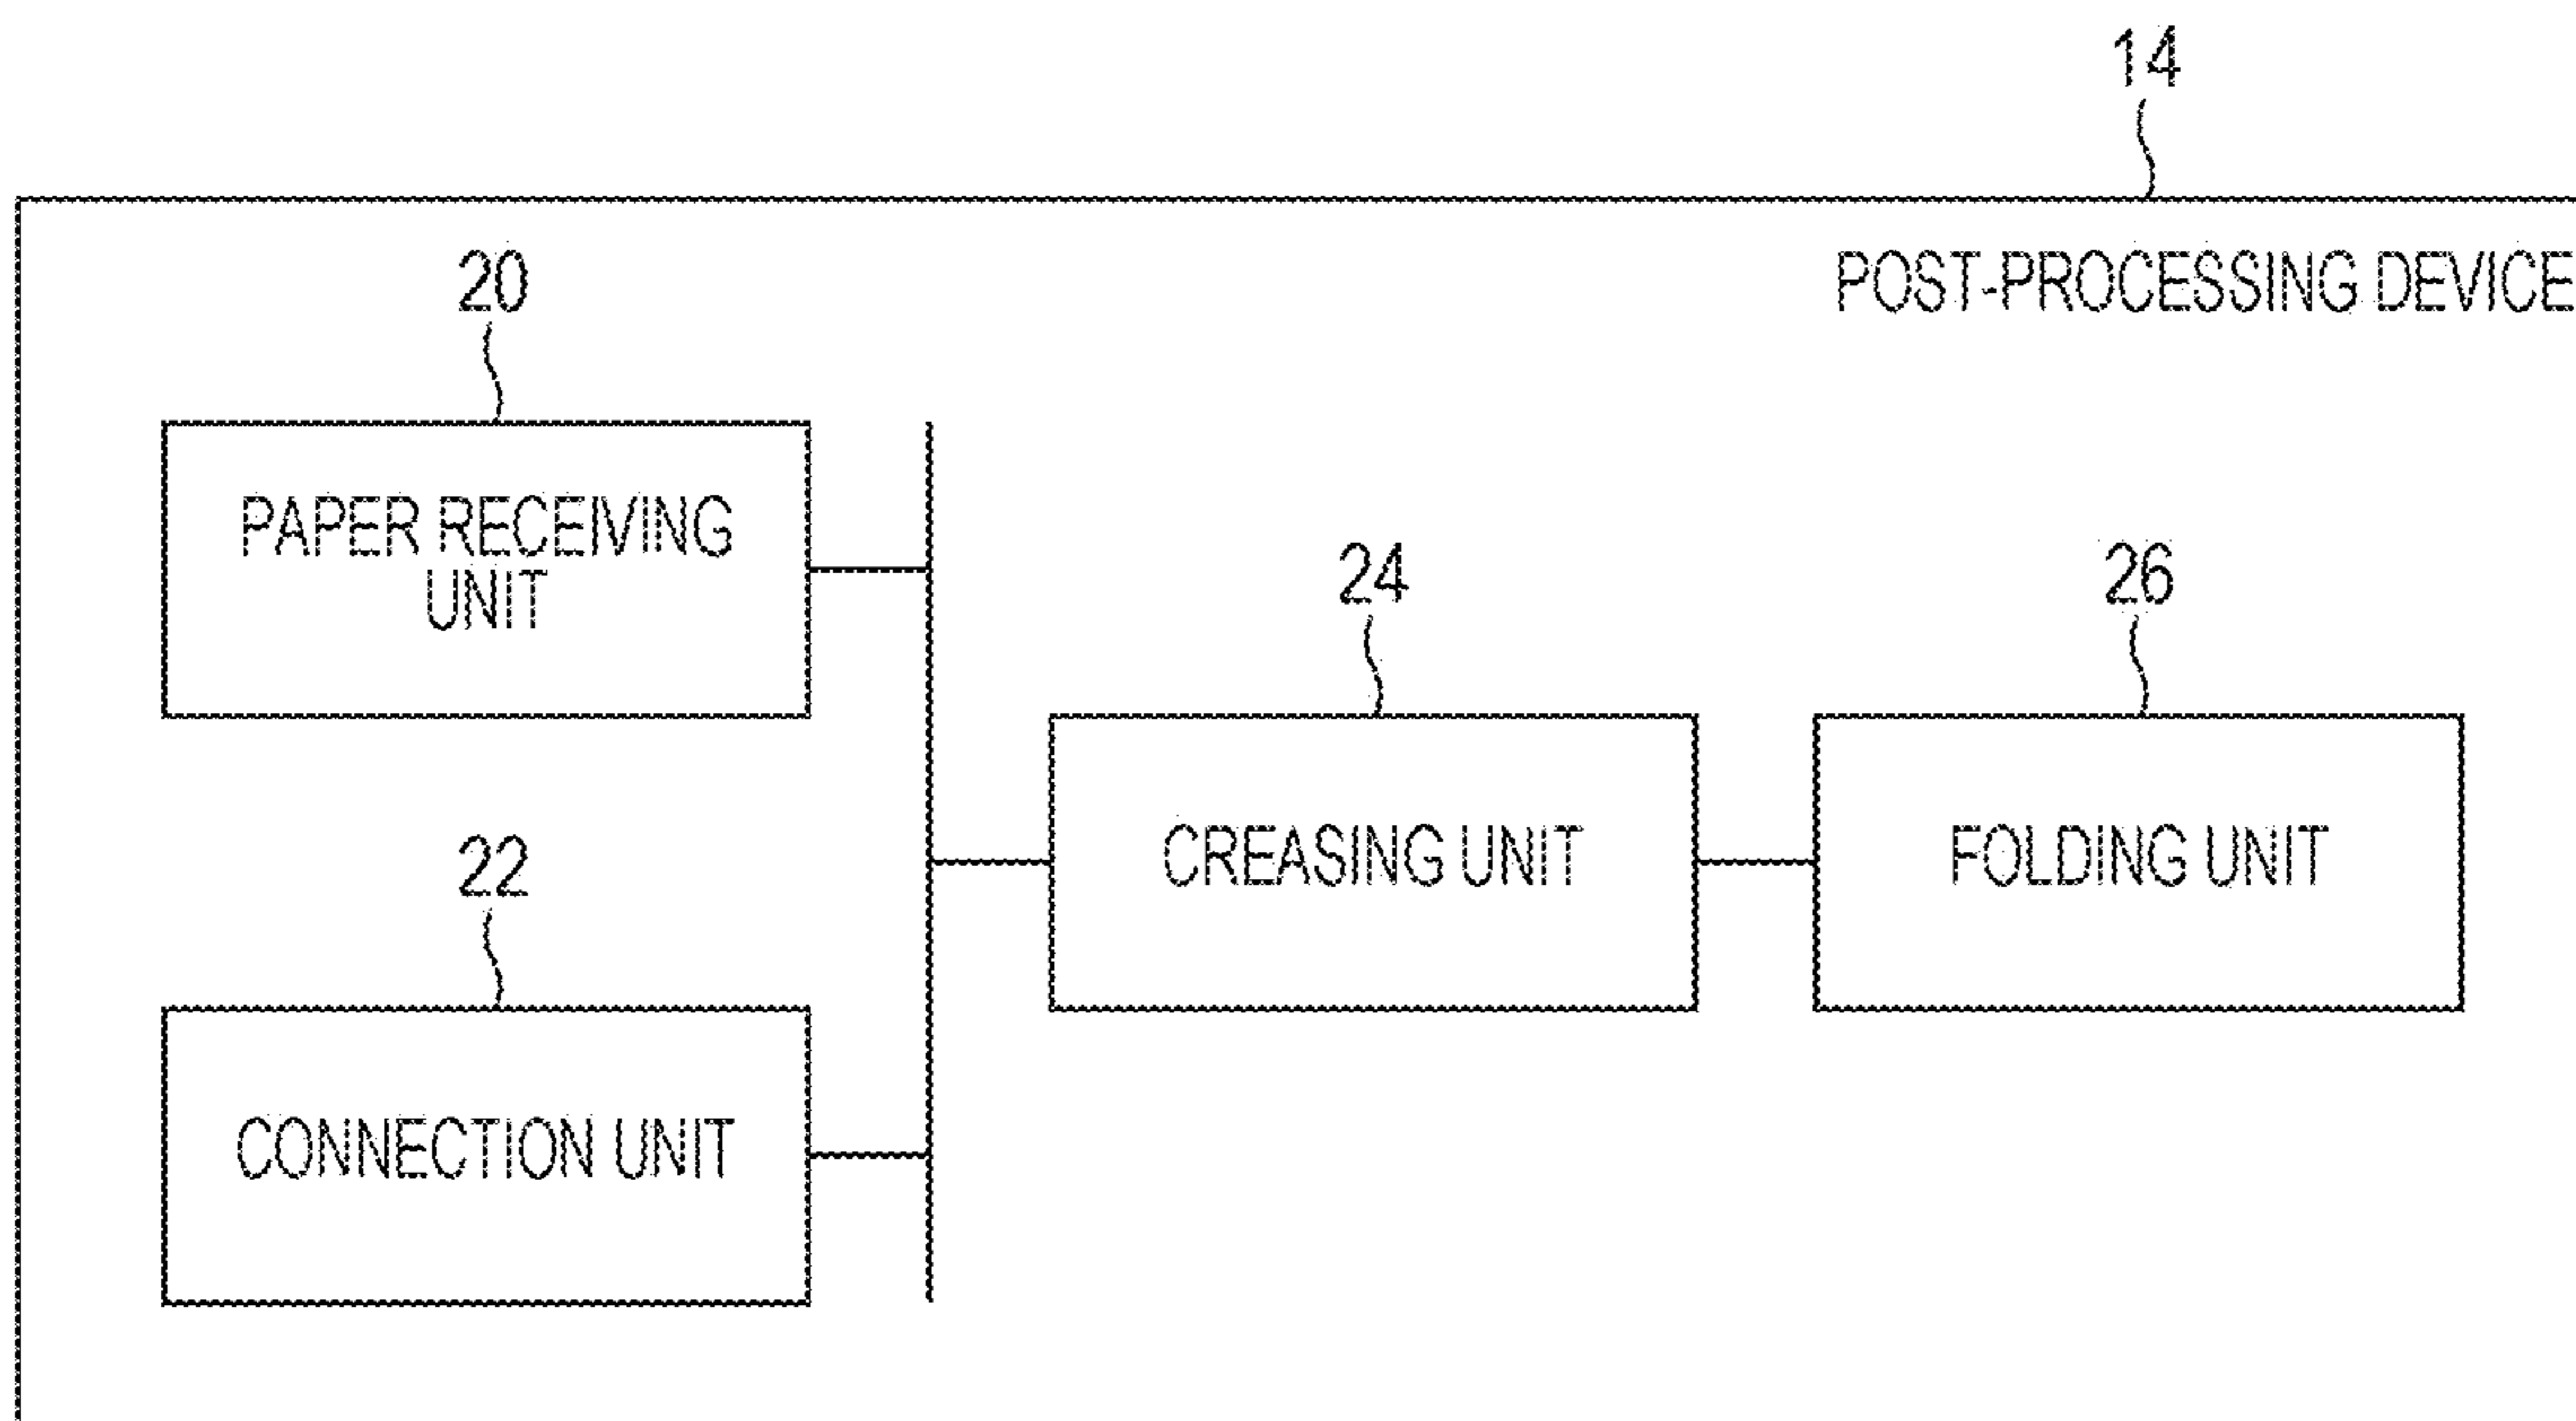 14
POST-PROCESSING DEVICE
20
PAPER RECEIVING
UNIT
24
26
CREASING UNIT
FOLDING UNIT
22
CONNECTION UNIT